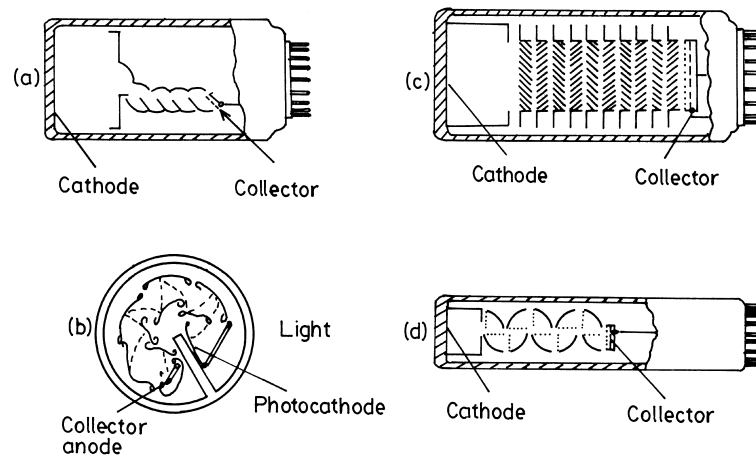 (a)
Cathode
Collector
(c)
Cathode
Collector
(b)
Light
Photocathode
Collector
anode
(d)
Cathode
Collector